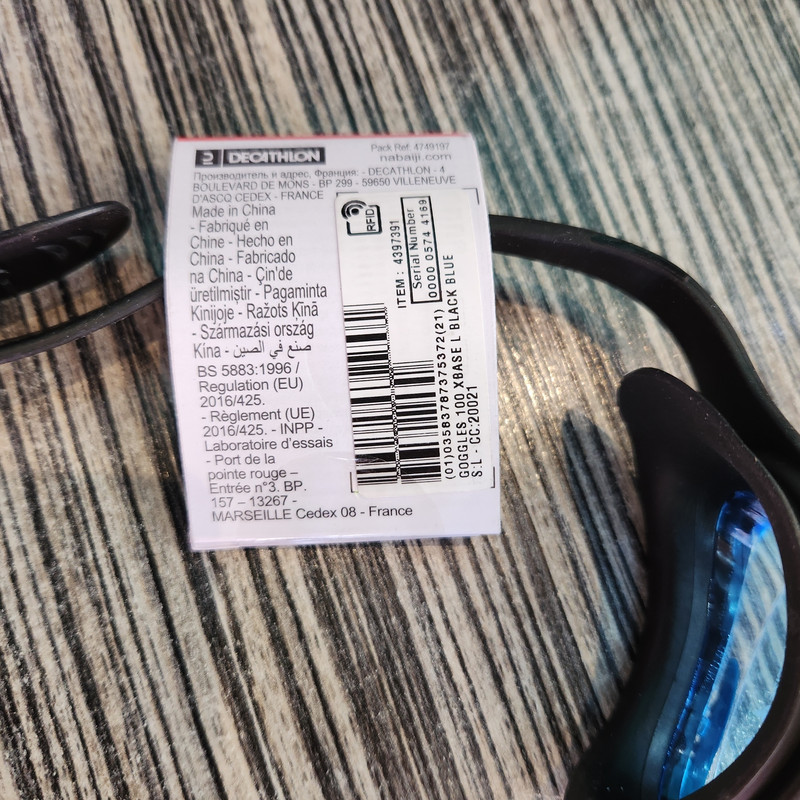 DECATHLON
Pack Ref. 4749197
nabaiji.com
Производитель и адрес, Франция: - DECATHLON - 4
BOULEVARD DE MONS - BP 299 - 59650 VILLENEUVE
D'ASCQ CEDEX - FRANCE
Made in China
- Fabriqué en
Chine - Hecho en
China - Fabricado
na China - Çin'de
üretilmiştir - Pagaminta
Kinijoje - Ražots Ķīnā
- Származási ország
Kína - صنع في الصين
BS 5883:1996 /
Regulation (EU)
2016/425.
- Règlement (UE)
2016/425. - INPP -
Laboratoire d'essais
- Port de la
pointe rouge –
Entrée n°3. BP.
157 – 13267 -
MARSEILLE Cedex 08 - France
RFID
ITEM : 4397391
Serial Number
0000 0574 4169
(01)03583787375372(21)
GOGGLES 100 XBASE L BLACK BLUE
S:L - CC:20021